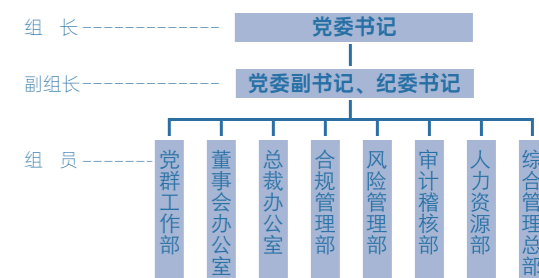 组 长 党委书记
副组长 党委副书记、纪委书记
组 员
党群工作部
董事会办公室
总裁办公室
合规管理部
风险管理部
审计稽核部
人力资源部
综合管理总部